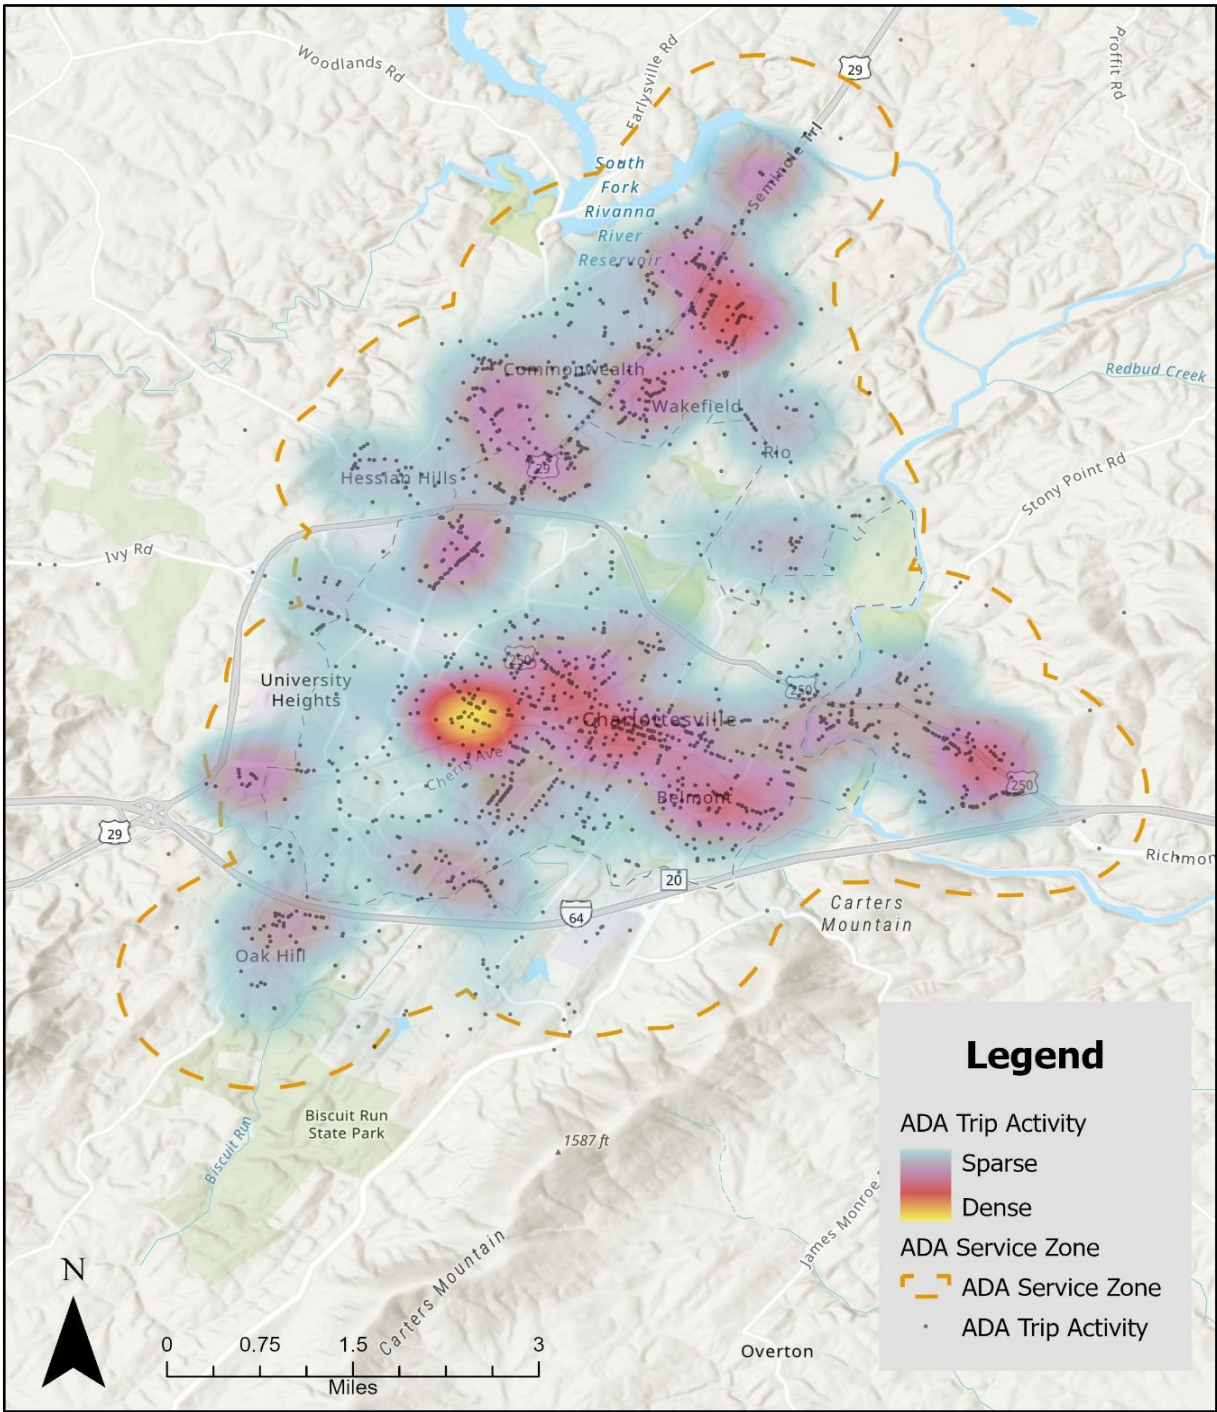 Woodlands Rd
Earlysville Rd
29
Proffit Rd
South
Fork
Rivanna
River
Reservoir
Seminole Trl
Redbud Creek
Commonwealth
Wakefield
Rio
29
Hessian Hills
Stony Point Rd
Ivy Rd
250
University
Heights
250
Charlottesville
Cherry Ave
Belmont
250
29
Richmon
20
64
Carters
Mountain
Oak Hill
Biscuit Run
State Park
1587 ft
Biscuit Run
Carters Mountain
James Monroe
Overton
N
0 0.75 1.5 3
Miles
Legend
ADA Trip Activity
Sparse
Dense
ADA Service Zone
ADA Service Zone
ADA Trip Activity